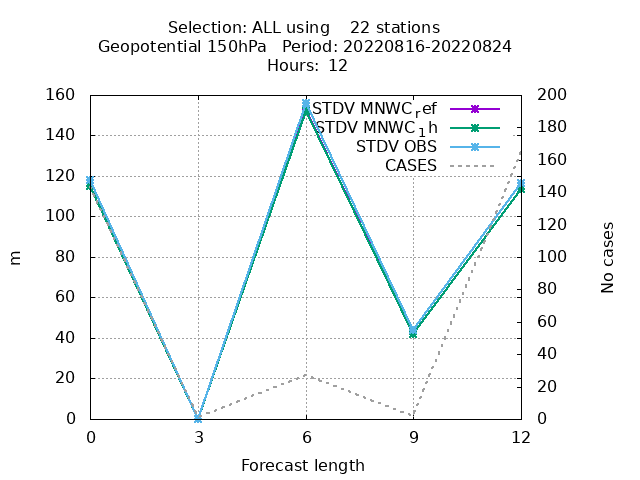 Selection: ALL using 22 stations
Geopotential 150hPa Period: 20220816-20220824
Hours: 12
160
140
120
100
80
60
40
20
0
m
STDV MNWC_ref
STDV MNWC_1h
STDV OBS
CASES
200
180
160
140
120
100
80
60
40
20
0
No cases
0 3 6 9 12
Forecast length